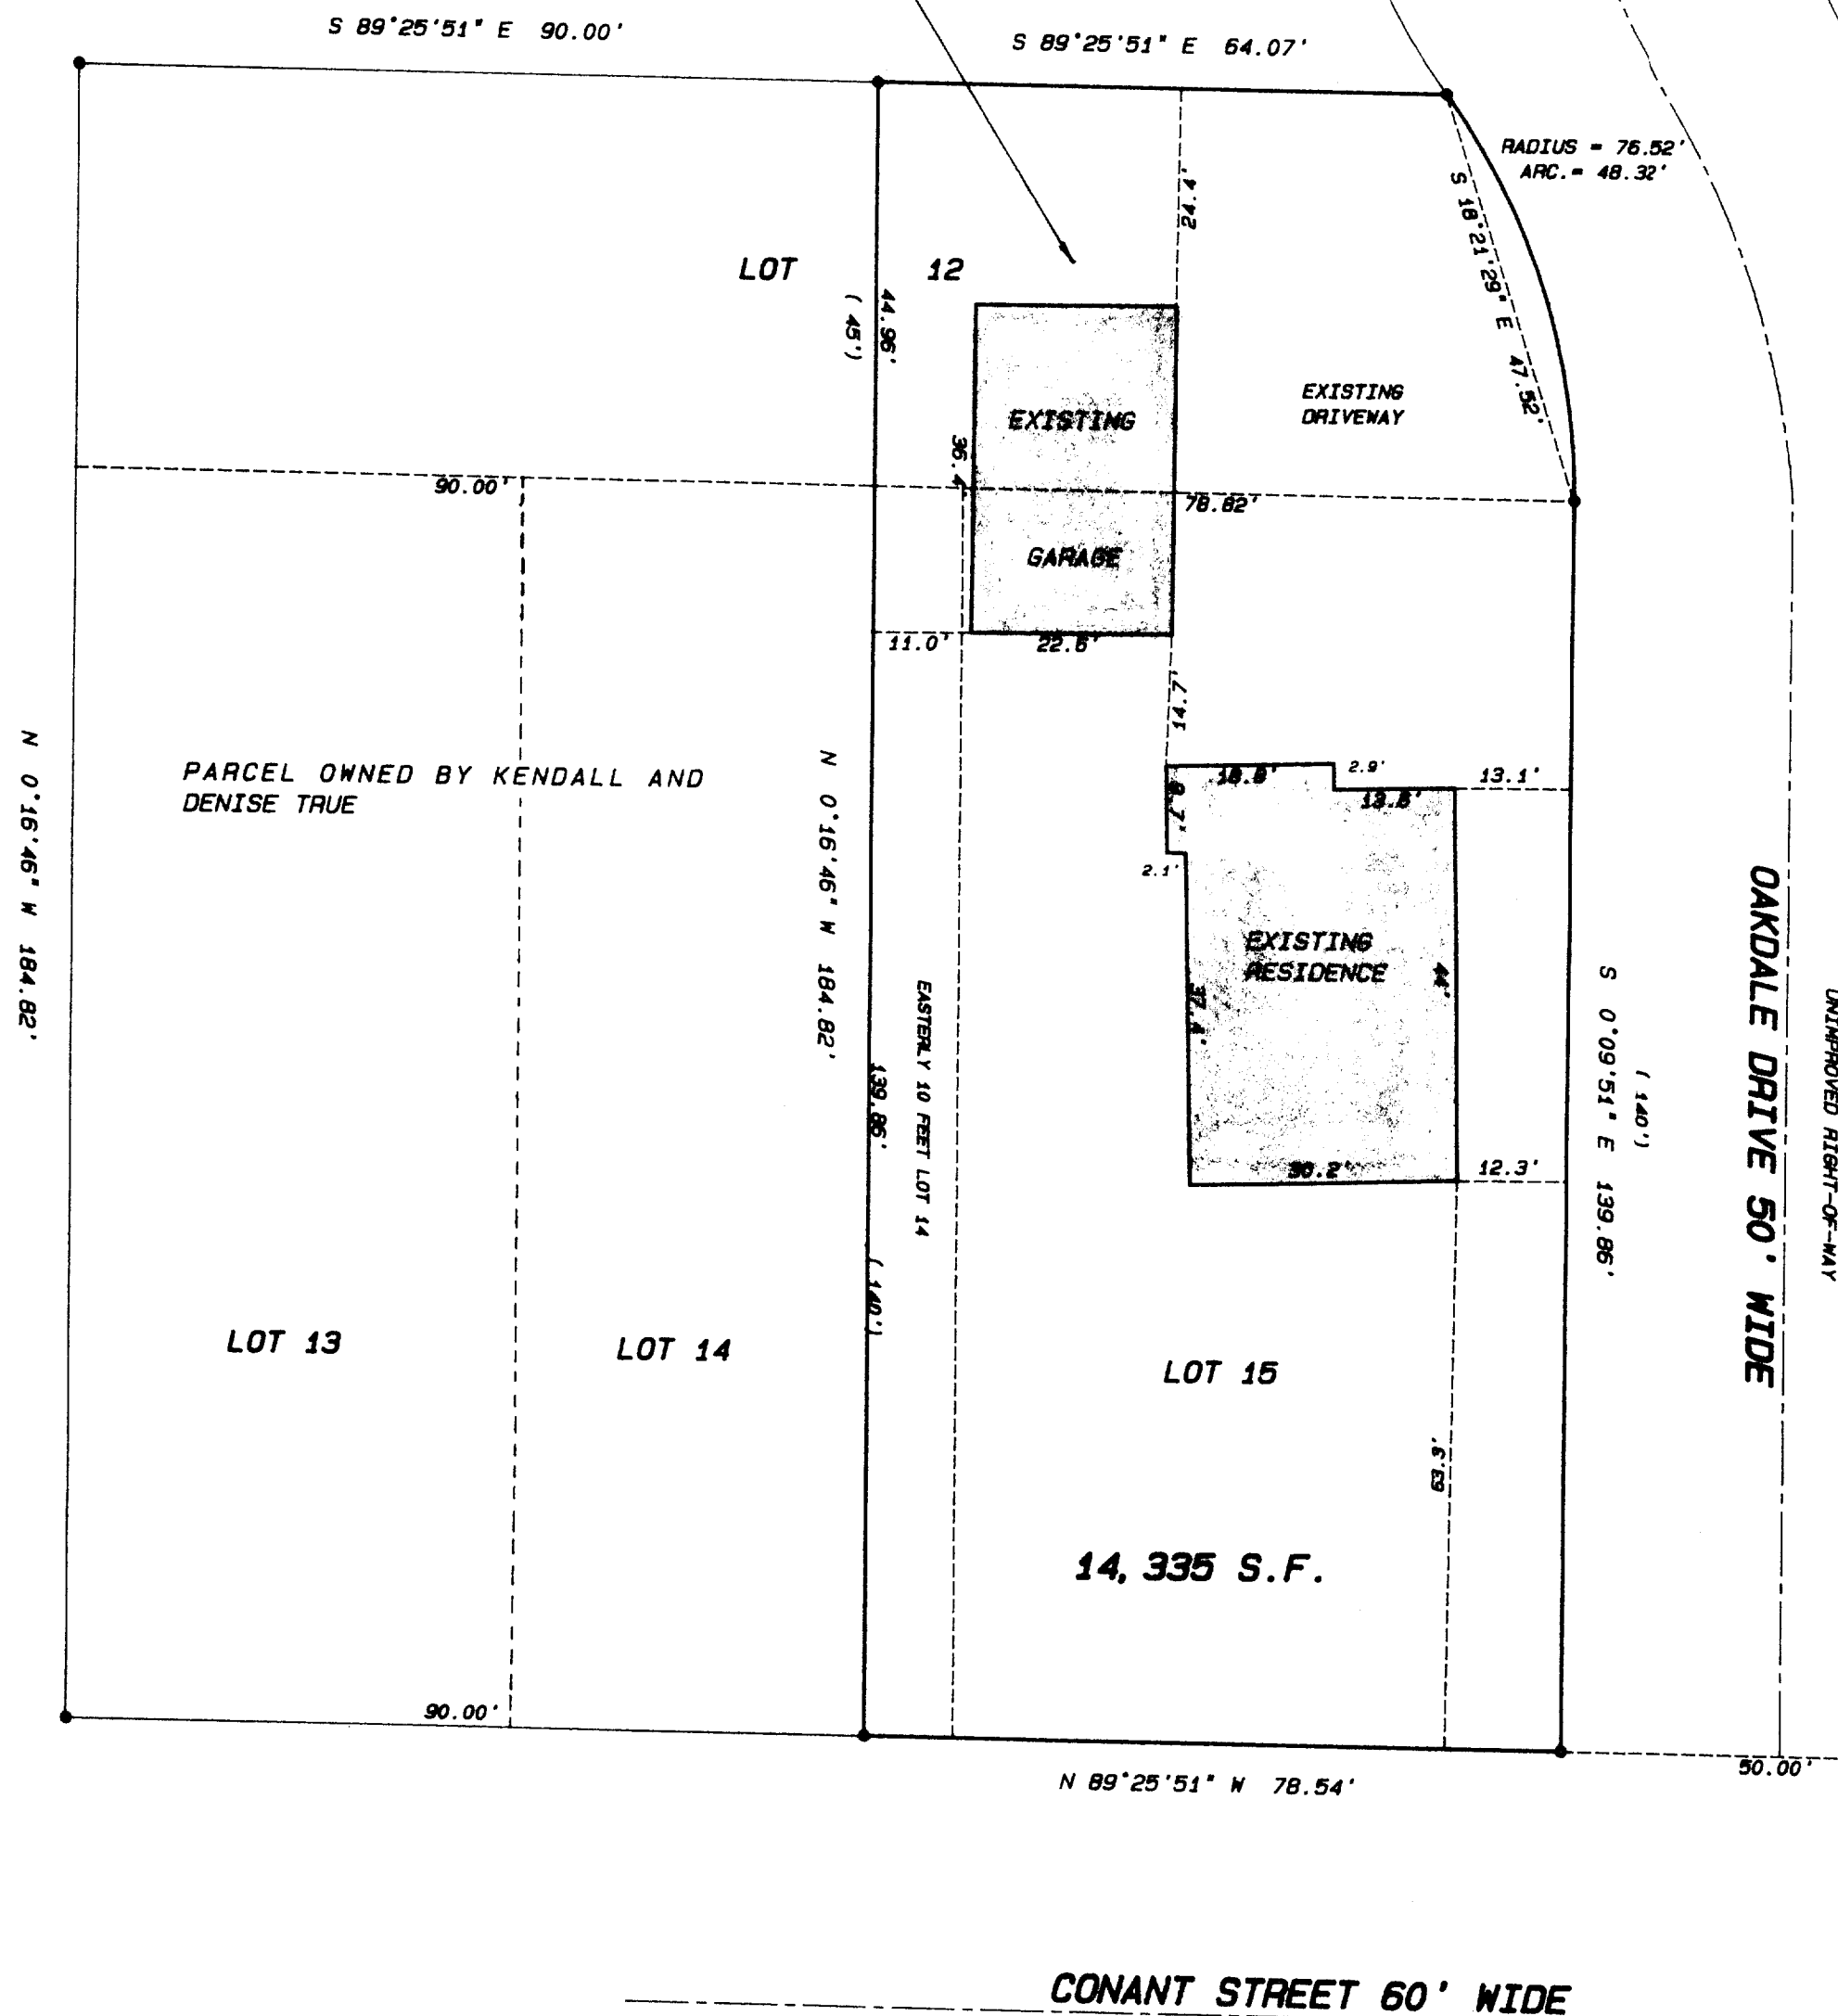 S 89°25'51" E 90.00'
S 89°25'51" E 64.07'
RADIUS = 76.52'
ARC.= 48.32'
S 18°21'29" E 47.52'
24.4'
LOT 12
44.96'
( 45')
EXISTING
GARAGE
36.4'
EXISTING
DRIVEWAY
90.00'
78.82'
11.0'
22.6'
14.7'
2.9'
13.1'
2.1'
EXISTING
RESIDENCE
44'
37.4'
12.3'
N 0°16'46" W 184.82'
PARCEL OWNED BY KENDALL AND
DENISE TRUE
N 0°16'46" W 184.82'
139.86'
( 140')
EASTERLY 10 FEET LOT 14
S 0°09'51" E 139.86'
( 140')
OAKDALE DRIVE 50' WIDE
UNIMPROVED RIGHT-OF-WAY
LOT 13
LOT 14
LOT 15
69.3'
14,335 S.F.
90.00'
50.00'
N 89°25'51" W 78.54'
CONANT STREET 60' WIDE